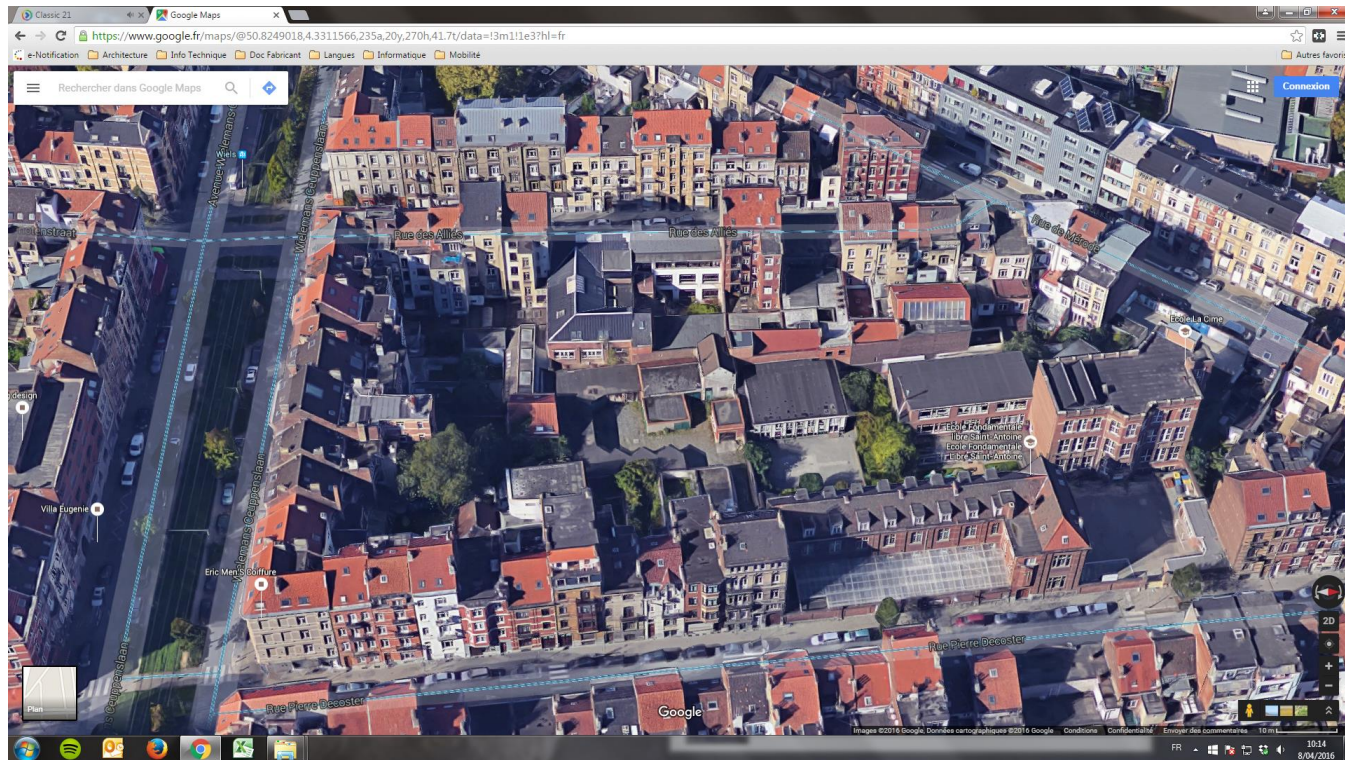 Classic 21
Google Maps
https://www.google.fr/maps/@50.8249018,4.3311566,235a,20y,270h,41.7t/data=!3m1!1e3?hl=fr
e-Notification
Architecture
Info Technique
Doc Fabricant
Langues
Informatique
Mobilité
Autres favoris
Rechercher dans Google Maps
Connexion
Wiels
Rue des Alliés
Rue des Alliés
Rue de Mérode
École La Cime
design
École Fondamentale
libre Saint-Antoine
École Fondamentale
Libre Saint-Antoine
Villa Eugenie
Eric Men'S Coiffure
Rue Pierre Decoster
Rue Pierre Decoster
2D
Plan
Google
Images ©2016 Google, Données cartographiques ©2016 Google
Conditions
Confidentialité
Envoyer des commentaires
10 m
FR
10:14
8/04/2016